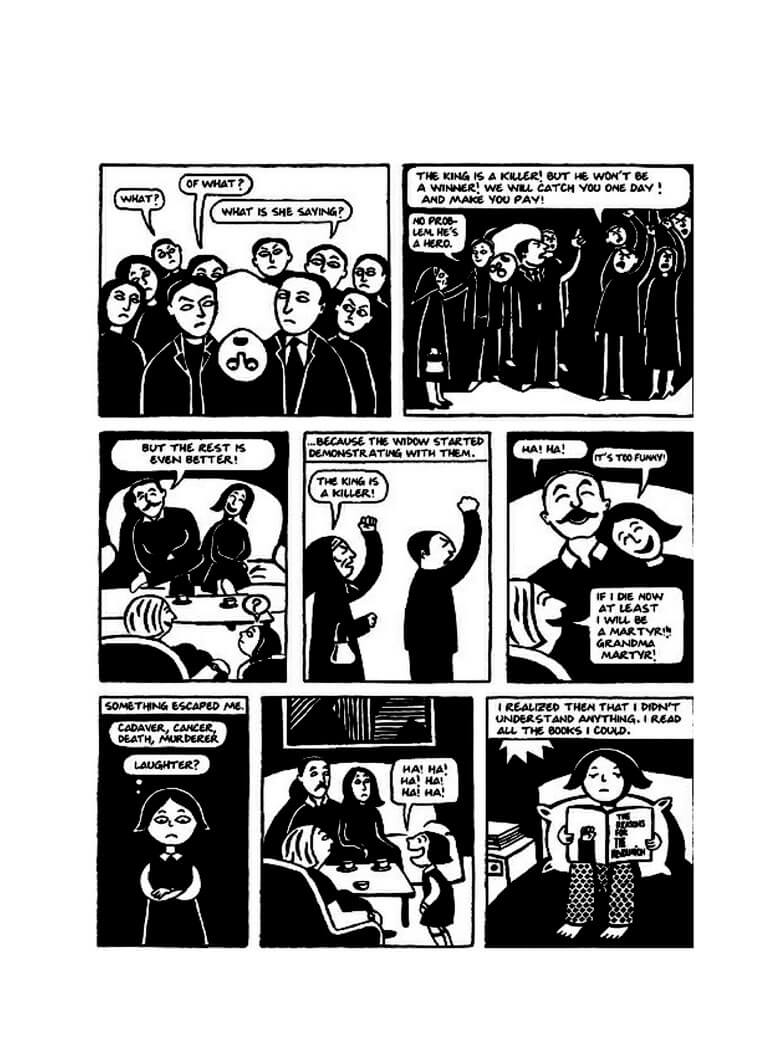 WHAT?
OF WHAT?
WHAT IS SHE SAYING?
THE KING IS A KILLER! BUT HE WON'T BE
A WINNER! WE WILL CATCH YOU ONE DAY!
AND MAKE YOU PAY!
NO PROB-
LEM. HE'S
A HERO.
BUT THE REST IS
EVEN BETTER!
?
...BECAUSE THE WIDOW STARTED
DEMONSTRATING WITH THEM.
THE KING IS
A KILLER!
HA! HA!
IT'S TOO FUNNY!
IF I DIE NOW
AT LEAST
I WILL BE
A MARTYR!!!
GRANDMA
MARTYR!
SOMETHING ESCAPED ME.
CADAVER, CANCER,
DEATH, MURDERER
LAUGHTER?
HA! HA!
HA! HA!
HA! HA!
I REALIZED THEN THAT I DIDN'T
UNDERSTAND ANYTHING. I READ
ALL THE BOOKS I COULD.
THE
REASONS
FOR
THE
REVOLUTION